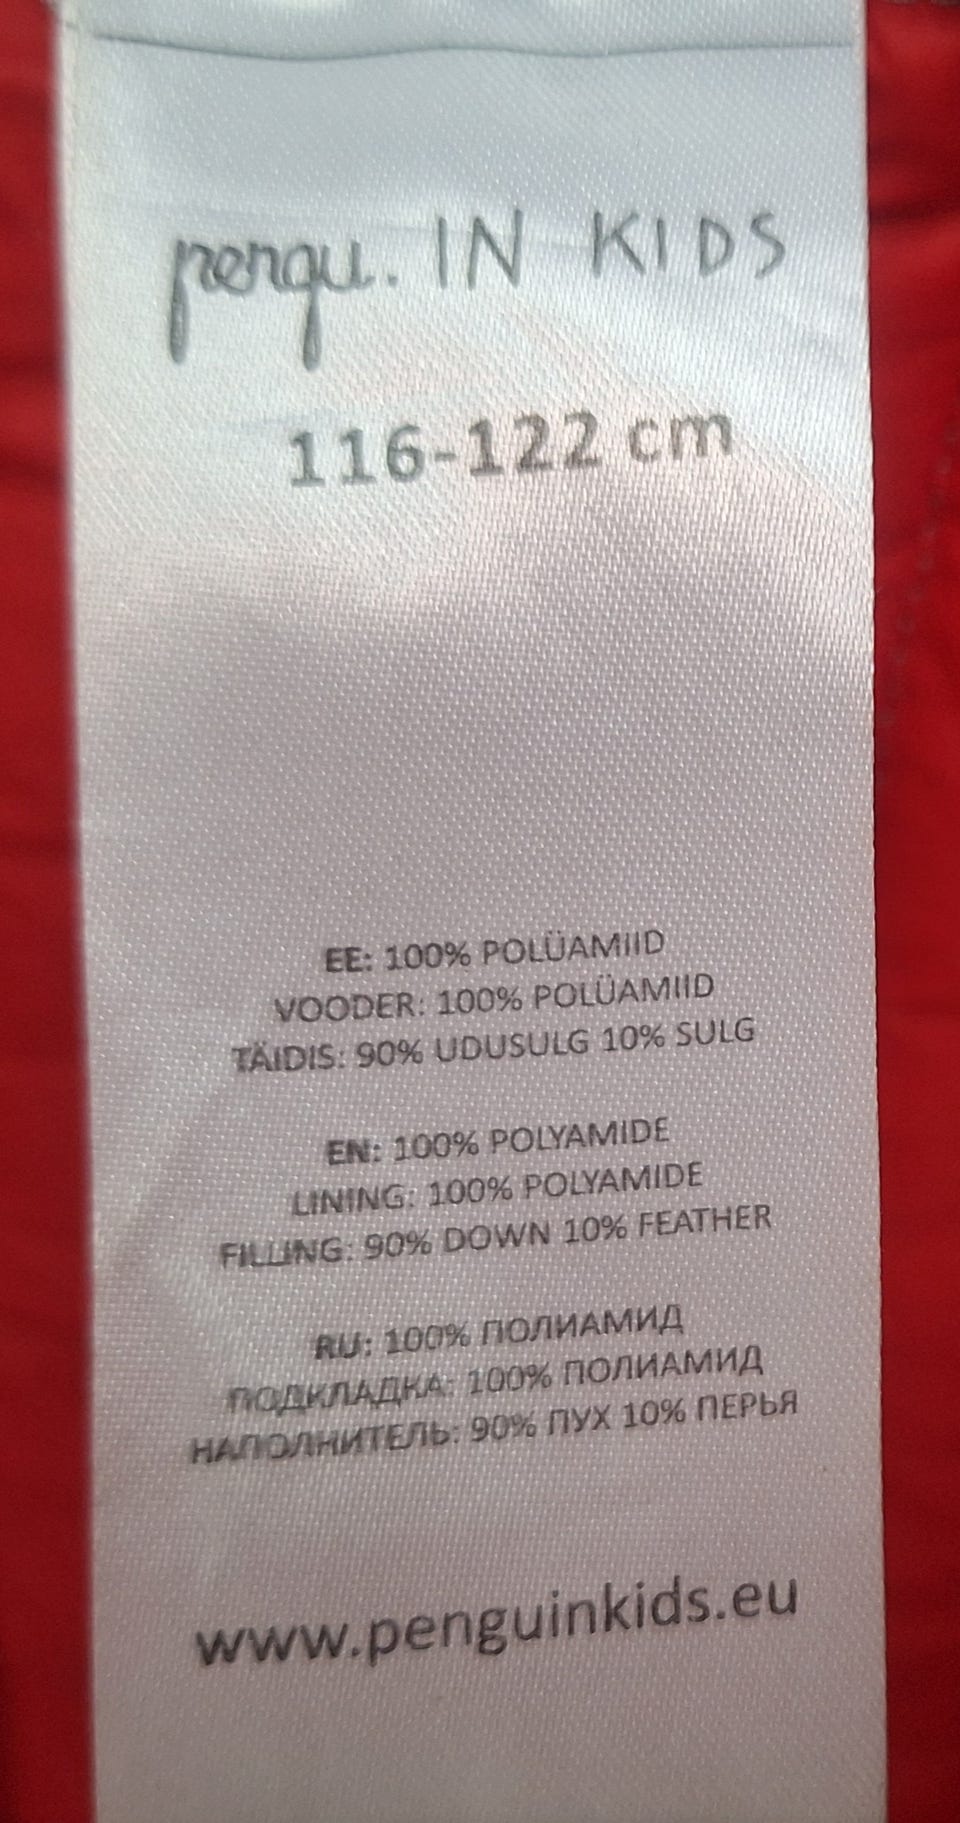 pengu. IN KIDS
116-122 cm
EE: 100% POLÜAMIID
VOODER: 100% POLÜAMIID
TÄIDIS: 90% UDUSULG 10% SULG
EN: 100% POLYAMIDE
LINING: 100% POLYAMIDE
FILLING: 90% DOWN 10% FEATHER
RU: 100% ПОЛИАМИД
ПОДКЛАДКА: 100% ПОЛИАМИД
НАПОЛНИТЕЛЬ: 90% ПУХ 10% ПЕРЬЯ
www.penguinkids.eu